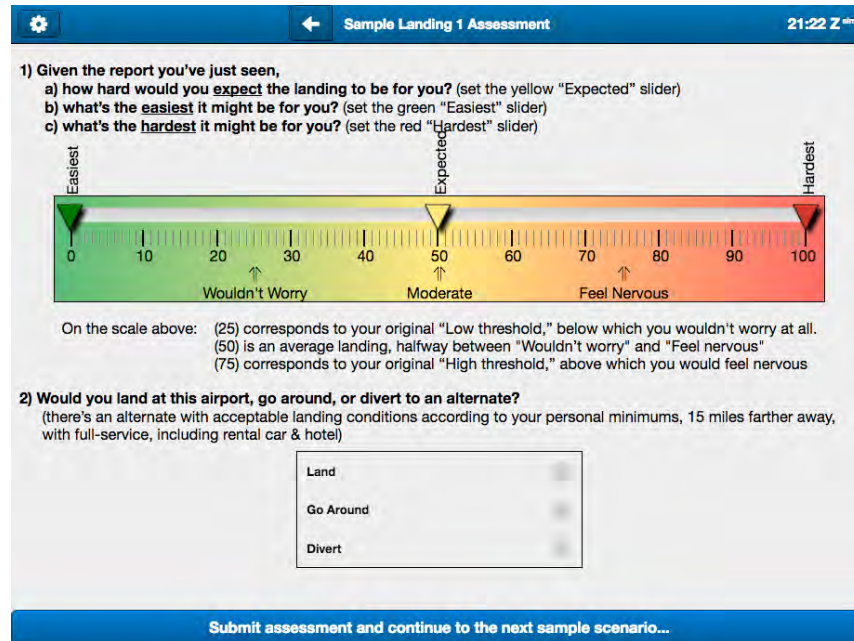 Sample Landing 1 Assessment
21:22 Z sim
1) Given the report you've just seen,
a) how hard would you expect the landing to be for you? (set the yellow “Expected” slider)
b) what's the easiest it might be for you? (set the green “Easiest” slider)
c) what's the hardest it might be for you? (set the red “Hardest” slider)
Easiest
Expected
Hardest
0 10 20 30 40 50 60 70 80 90 100
Wouldn't Worry Moderate Feel Nervous
On the scale above: (25) corresponds to your original “Low threshold,” below which you wouldn't worry at all.
(50) is an average landing, halfway between "Wouldn't worry" and "Feel nervous"
(75) corresponds to your original “High threshold,” above which you would feel nervous
2) Would you land at this airport, go around, or divert to an alternate?
(there's an alternate with acceptable landing conditions according to your personal minimums, 15 miles farther away,
with full-service, including rental car & hotel)
Land
Go Around
Divert
Submit assessment and continue to the next sample scenario...